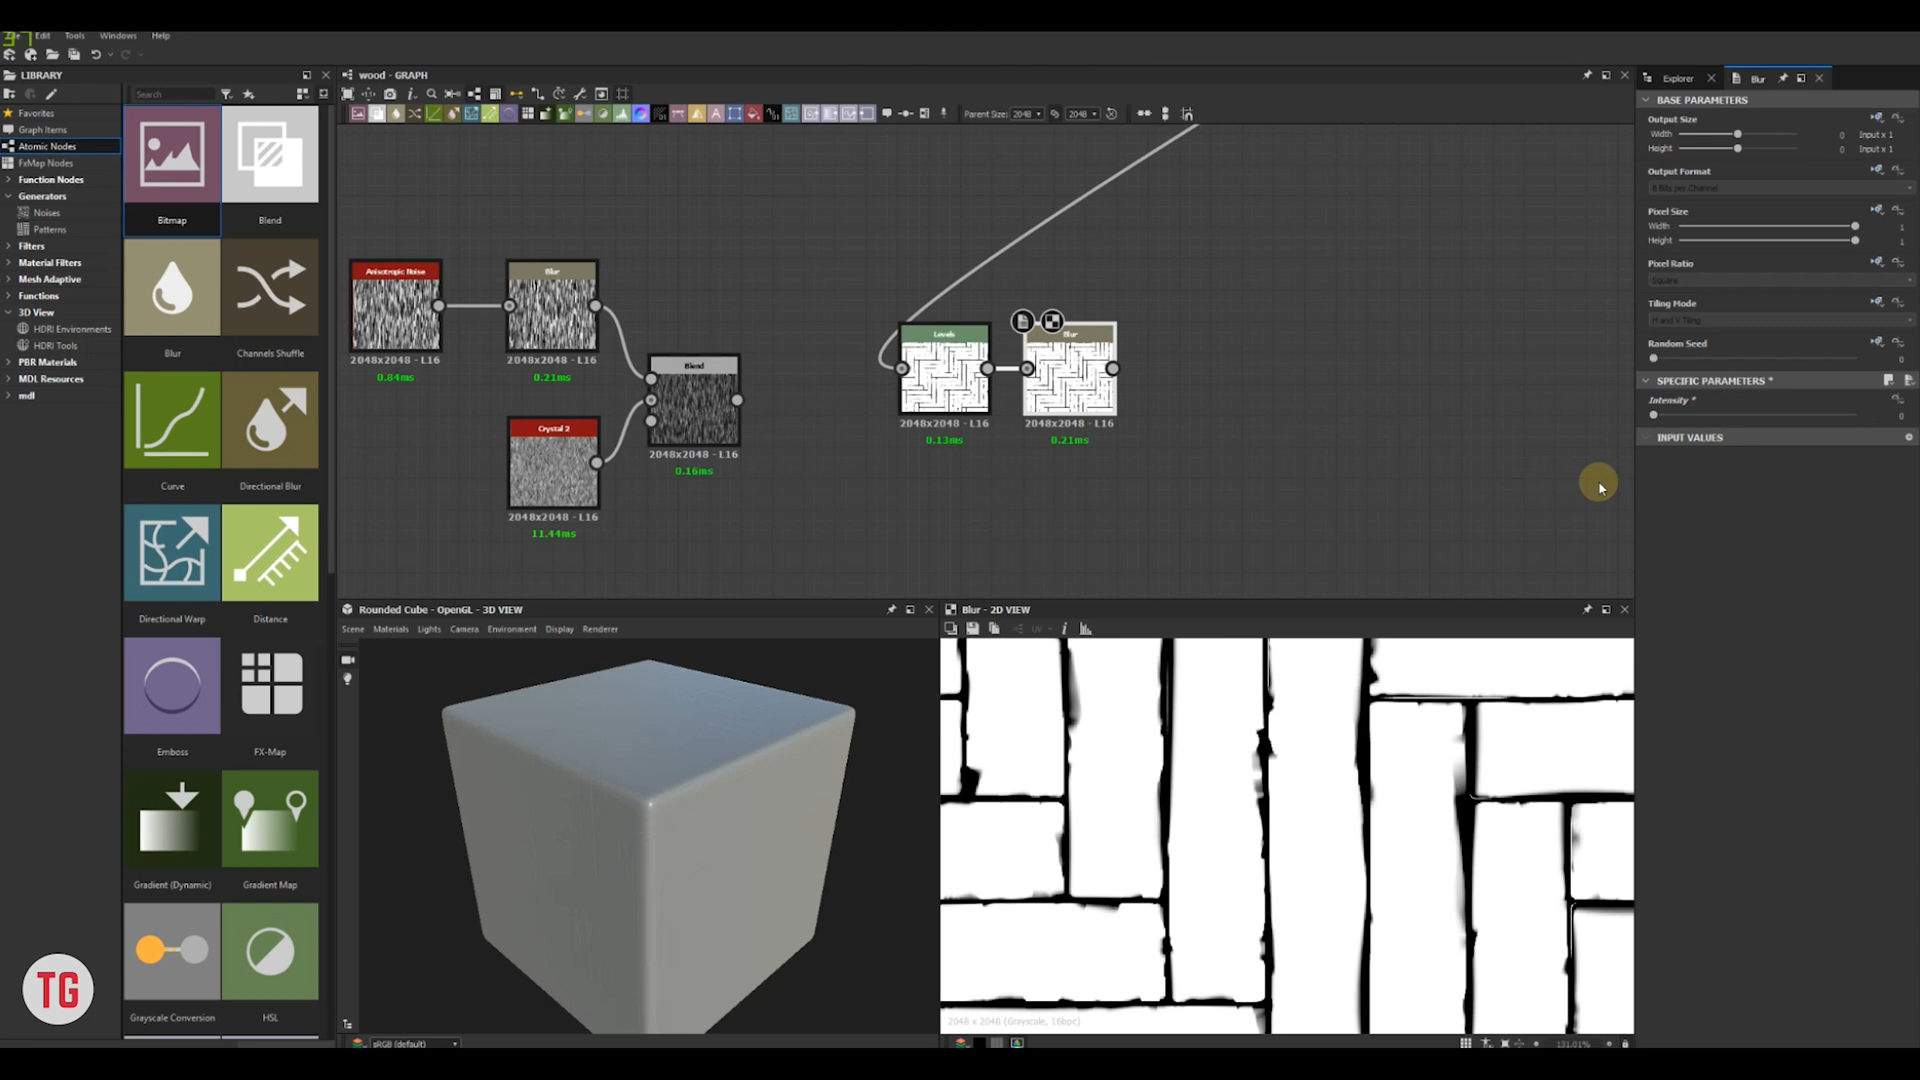 Edit Tools Windows Help
LIBRARY
Search
Favorites
Graph Items
Atomic Nodes
FxMap Nodes
Function Nodes
Generators
Noises
Patterns
Filters
Material Filters
Mesh Adaptive
Functions
3D View
HDRI Environments
HDRI Tools
PBR Materials
MDL Resources
mdl
Bitmap
Blend
Blur
Channels Shuffle
Curve
Directional Blur
Directional Warp
Distance
Emboss
FX-Map
Gradient (Dynamic)
Gradient Map
Grayscale Conversion
HSL
TG
wood - GRAPH
Parent Size: 2048 2048
Anisotropic Noise
2048x2048 - L16
0.84ms
Blur
2048x2048 - L16
0.21ms
Crystal 2
2048x2048 - L16
11.44ms
Blend
2048x2048 - L16
0.16ms
Levels
2048x2048 - L16
0.13ms
Blur
2048x2048 - L16
0.21ms
Rounded Cube - OpenGL - 3D VIEW
Scene Materials Lights Camera Environment Display Renderer
sRGB (default)
Blur - 2D VIEW
UV
2048 x 2048 (Grayscale, 16bpc)
131.01%
Explorer
Blur
BASE PARAMETERS
Output Size
Width 0 Input x 1
Height 0 Input x 1
Output Format
8 Bits per Channel
Pixel Size
Width 1
Height 1
Pixel Ratio
Square
Tiling Mode
H and V Tiling
Random Seed
0
SPECIFIC PARAMETERS *
Intensity *
0
INPUT VALUES